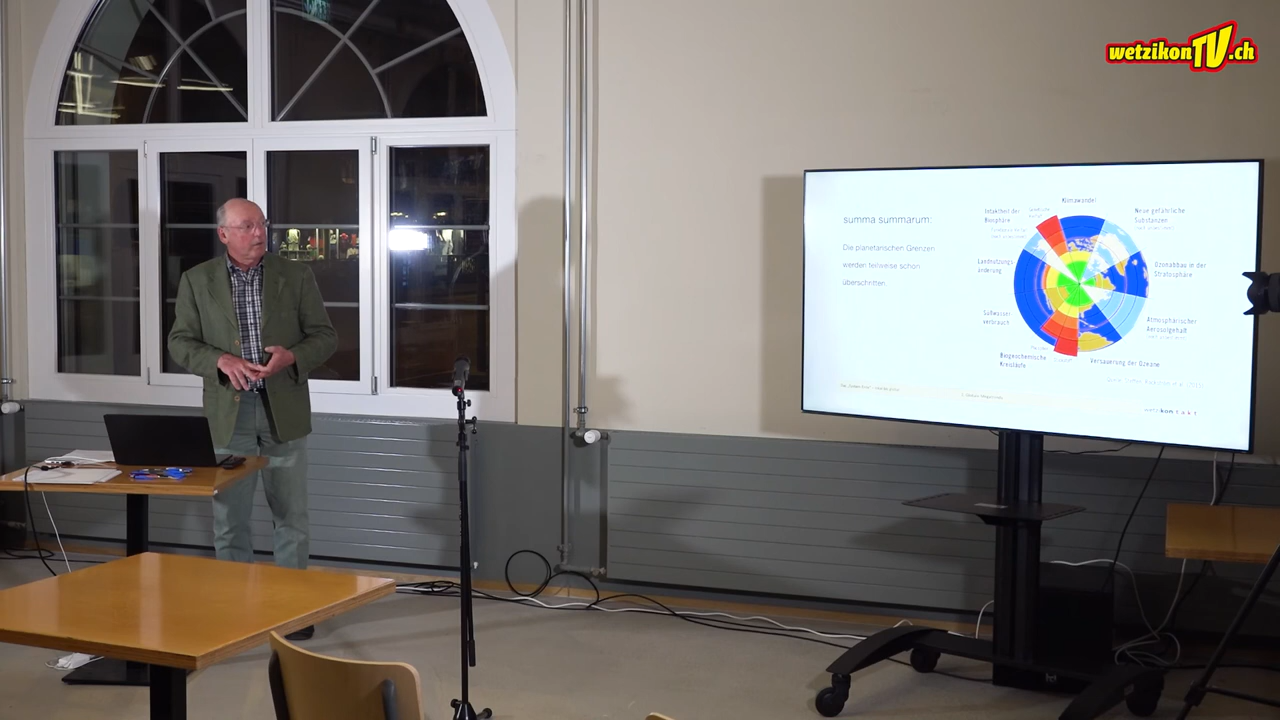 wetzikonTV.ch
summa summarum:
Die planetarischen Grenzen
werden teilweise schon
überschritten.
Klimawandel
Intaktheit der
Biosphäre
Neue gefährliche
Substanzen
Landnutzungs
änderung
Ozonabbau in der
Stratosphäre
Süßwasser
verbrauch
Atmosphärischer
Aerosolgehalt
Biogeochemische
Kreisläufe
Versauerung der Ozeane
wetzikontakt